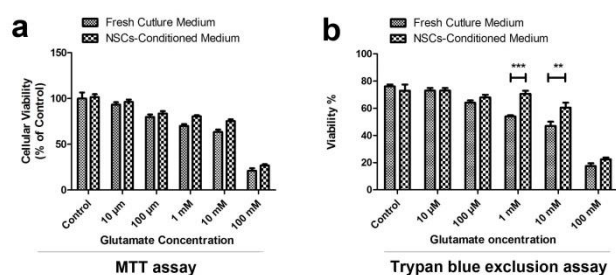 a
Fresh Cutlure Medium
NSCs-Conditioned Medium
Cellular Viability
(% of Control)
150
100
50
0
Control
10 µm
100 µm
1 mM
10 mM
100 mM
Glutamate Concentration
MTT assay
b
Fresh Cuture Medium
NSCs-Conditioned Medium
Viability %
100
80
60
40
20
0
***
**
Control
10 µM
100 µM
1 mM
10 mM
100 mM
Glutamate oncentration
Trypan blue exclusion assay